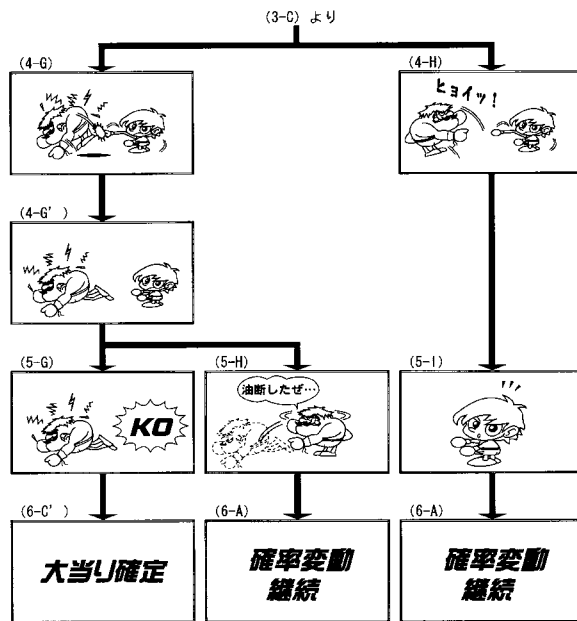 (3-C) より
(4-G)
(4-H)
ヒョイッ!
(4-G')
(5-G)
(5-H)
(5-I)
KO
油断したぜ…
(6-C')
(6-A)
(6-A)
大当り確定
確率変動
継続
確率変動
継続